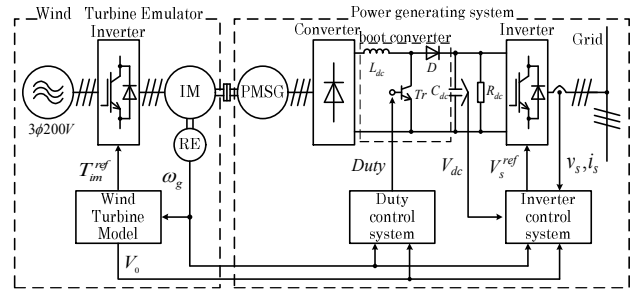 Wind Turbine Emulator
Power generating system
Inverter
Converter
boot converter
Inverter
Grid
L_dc
D
IM
PMSG
Tr
C_dc
R_dc
3ϕ200V
RE
T_im^ref
ω_g
Duty
V_dc
V_s^ref
v_s,i_s
Wind
Turbine
Model
Duty
control
system
Inverter
control
system
V_0